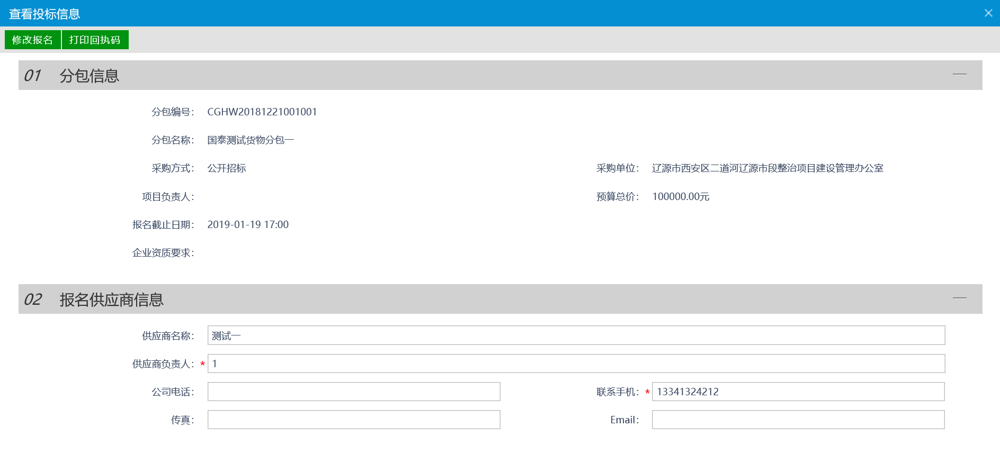 查看投标信息
修改报名 打印回执码
01 分包信息
分包编号： CGHW20181221001001
分包名称： 国泰测试货物分包一
采购方式： 公开招标 采购单位： 辽源市西安区二道河辽源市段整治项目建设管理办公室
项目负责人： 预算总价： 100000.00元
报名截止日期： 2019-01-19 17:00
企业资质要求：
02 报名供应商信息
供应商名称： 测试一
供应商负责人：* 1
公司电话： 联系手机：* 13341324212
传真： Email：